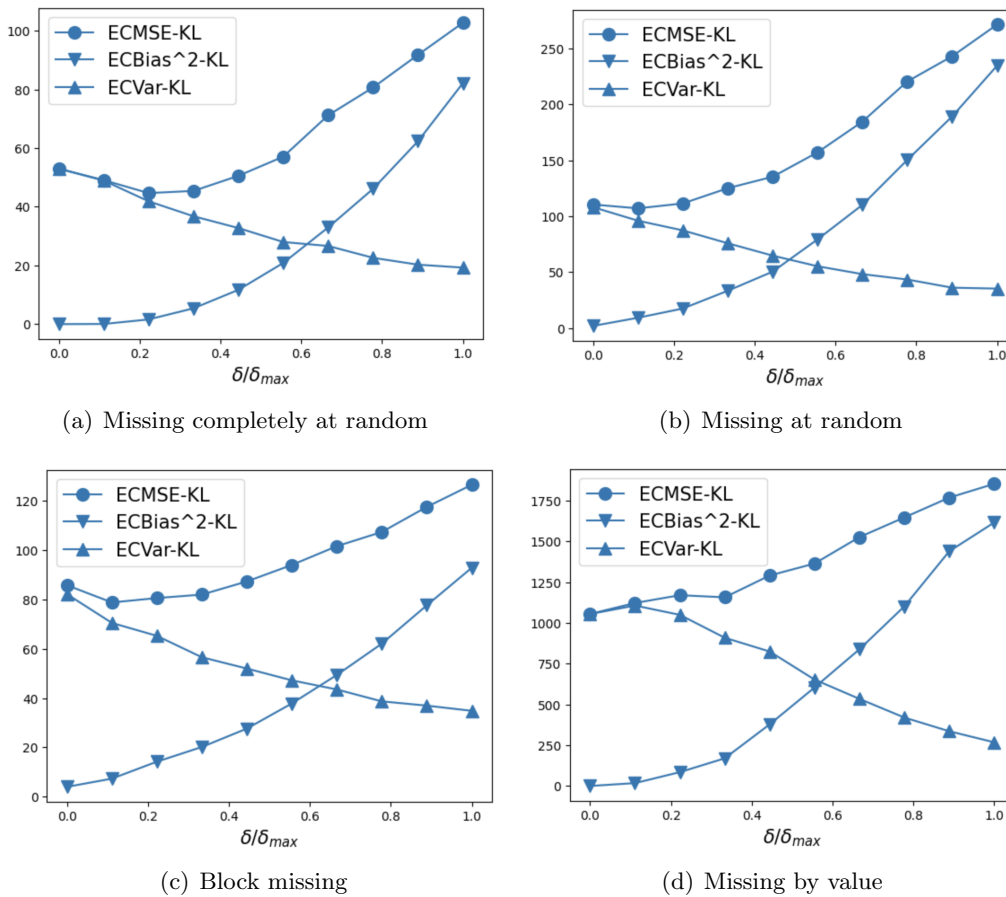 ECMSE-KL
ECBias^2-KL
ECVar-KL
100
80
60
40
20
0
0.0 0.2 0.4 0.6 0.8 1.0
δ/δmax
(a) Missing completely at random
ECMSE-KL
ECBias^2-KL
ECVar-KL
250
200
150
100
50
0
0.0 0.2 0.4 0.6 0.8 1.0
δ/δmax
(b) Missing at random
ECMSE-KL
ECBias^2-KL
ECVar-KL
120
100
80
60
40
20
0
0.0 0.2 0.4 0.6 0.8 1.0
δ/δmax
(c) Block missing
ECMSE-KL
ECBias^2-KL
ECVar-KL
1750
1500
1250
1000
750
500
250
0
0.0 0.2 0.4 0.6 0.8 1.0
δ/δmax
(d) Missing by value